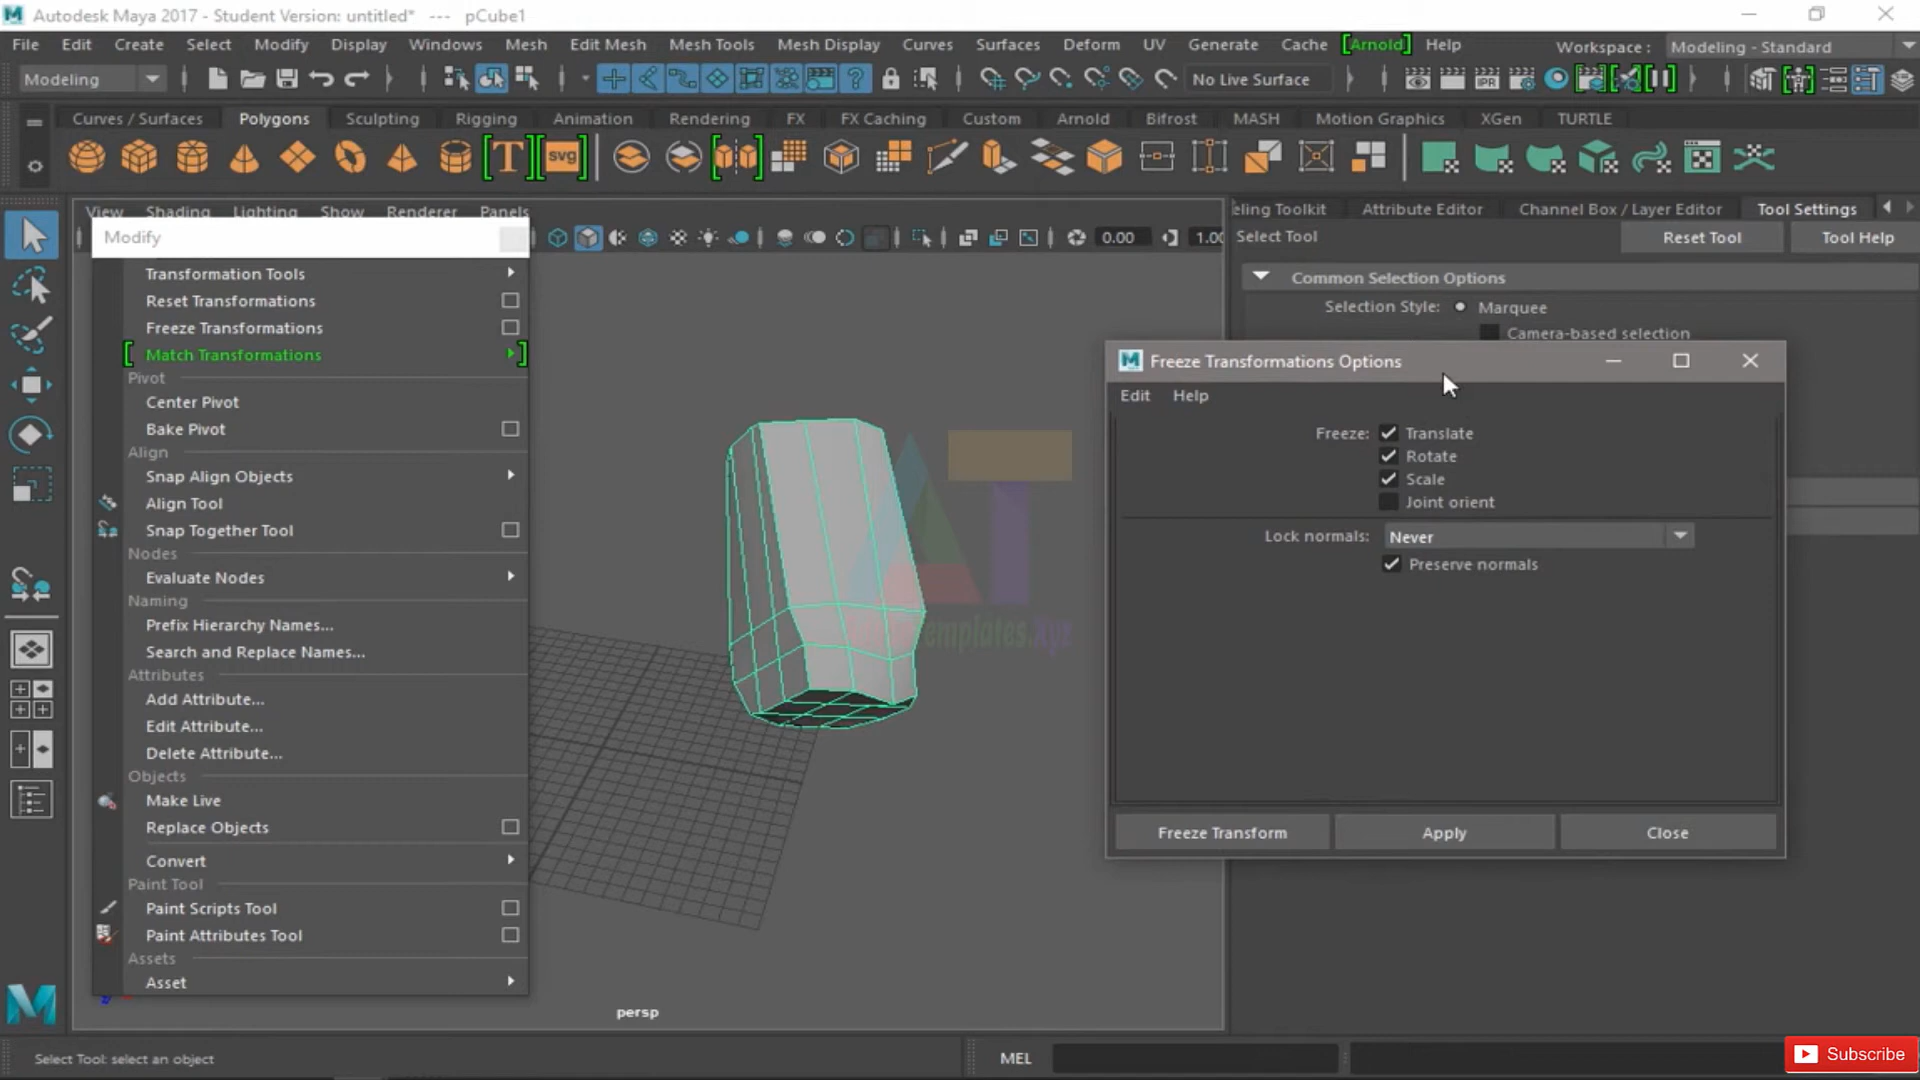 Autodesk Maya 2017 - Student Version: untitled* --- pCube1
File Edit Create Select Modify Display Windows Mesh Edit Mesh Mesh Tools Mesh Display Curves Surfaces Deform UV Generate Cache [Arnold] Help Workspace : Modeling - Standard
Modeling No Live Surface IPR
Curves / Surfaces Polygons Sculpting Rigging Animation Rendering FX FX Caching Custom Arnold Bifrost MASH Motion Graphics XGen TURTLE
T svg
View Shading Lighting Show Renderer Panels
eling Toolkit Attribute Editor Channel Box / Layer Editor Tool Settings
Modify
0.00 1.00
Select Tool Reset Tool Tool Help
Transformation Tools
Reset Transformations
Freeze Transformations
[ Match Transformations ]
Pivot
Center Pivot
Bake Pivot
Align
Snap Align Objects
Align Tool
Snap Together Tool
Nodes
Evaluate Nodes
Naming
Prefix Hierarchy Names...
Search and Replace Names...
Attributes
Add Attribute...
Edit Attribute...
Delete Attribute...
Objects
Make Live
Replace Objects
Convert
Paint Tool
Paint Scripts Tool
Paint Attributes Tool
Assets
Asset
Common Selection Options
Selection Style: Marquee
Camera-based selection
Freeze Transformations Options
Edit Help
Freeze: Translate
Rotate
Scale
Joint orient
Lock normals: Never
Preserve normals
Freeze Transform Apply Close
emplates.Xyz
persp
Select Tool: select an object
MEL
Subscribe